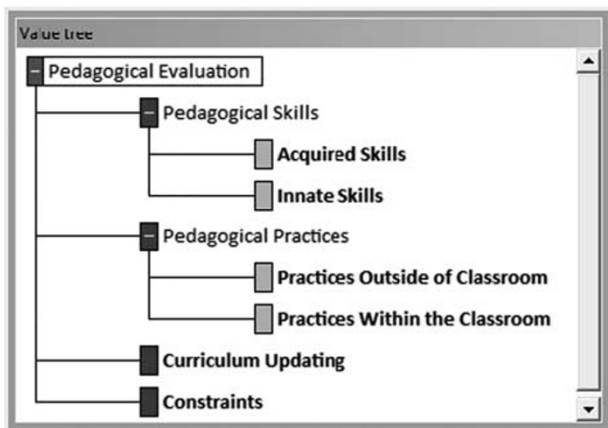 Value tree
Pedagogical Evaluation
Pedagogical Skills
Acquired Skills
Innate Skills
Pedagogical Practices
Practices Outside of Classroom
Practices Within the Classroom
Curriculum Updating
Constraints